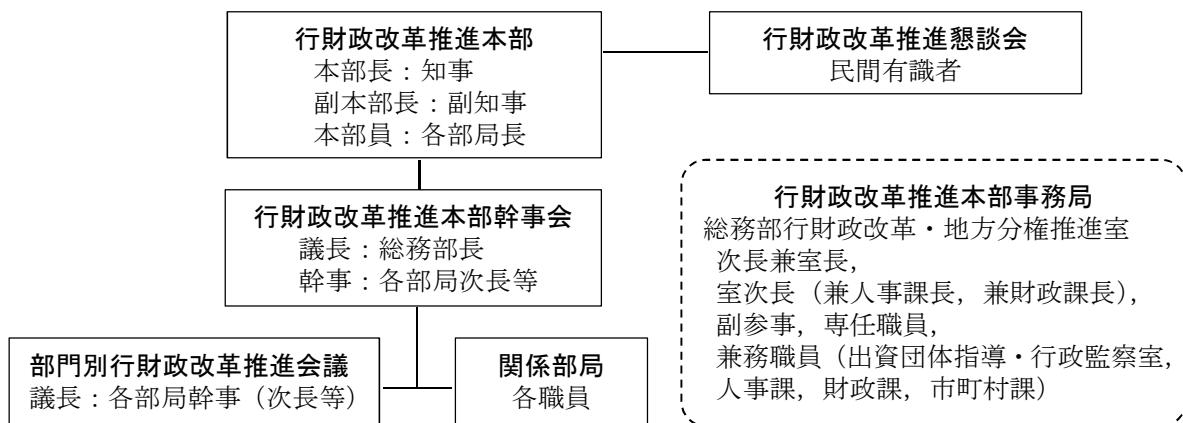 行財政改革推進本部
本部長：知事
副本部長：副知事
本部員：各部局長
行財政改革推進懇談会
民間有識者
行財政改革推進本部幹事会
議長：総務部長
幹事：各部局次長等
行財政改革推進本部事務局
総務部行財政改革・地方分権推進室
次長兼室長，
室次長（兼人事課長，兼財政課長），
副参事，専任職員，
兼務職員（出資団体指導・行政監察室，
人事課，財政課，市町村課）
部門別行財政改革推進会議
議長：各部局幹事（次長等）
関係部局
各職員